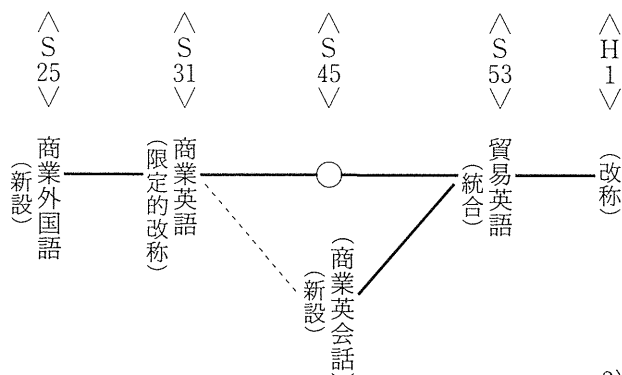 〈S25〉
〈S31〉
〈S45〉
〈S53〉
〈H1〉
商業外国語
(新設)
商業英語
(限定的改称)
(商業英会話)
(新設)
貿易英語
(統合)
(改称)
2)